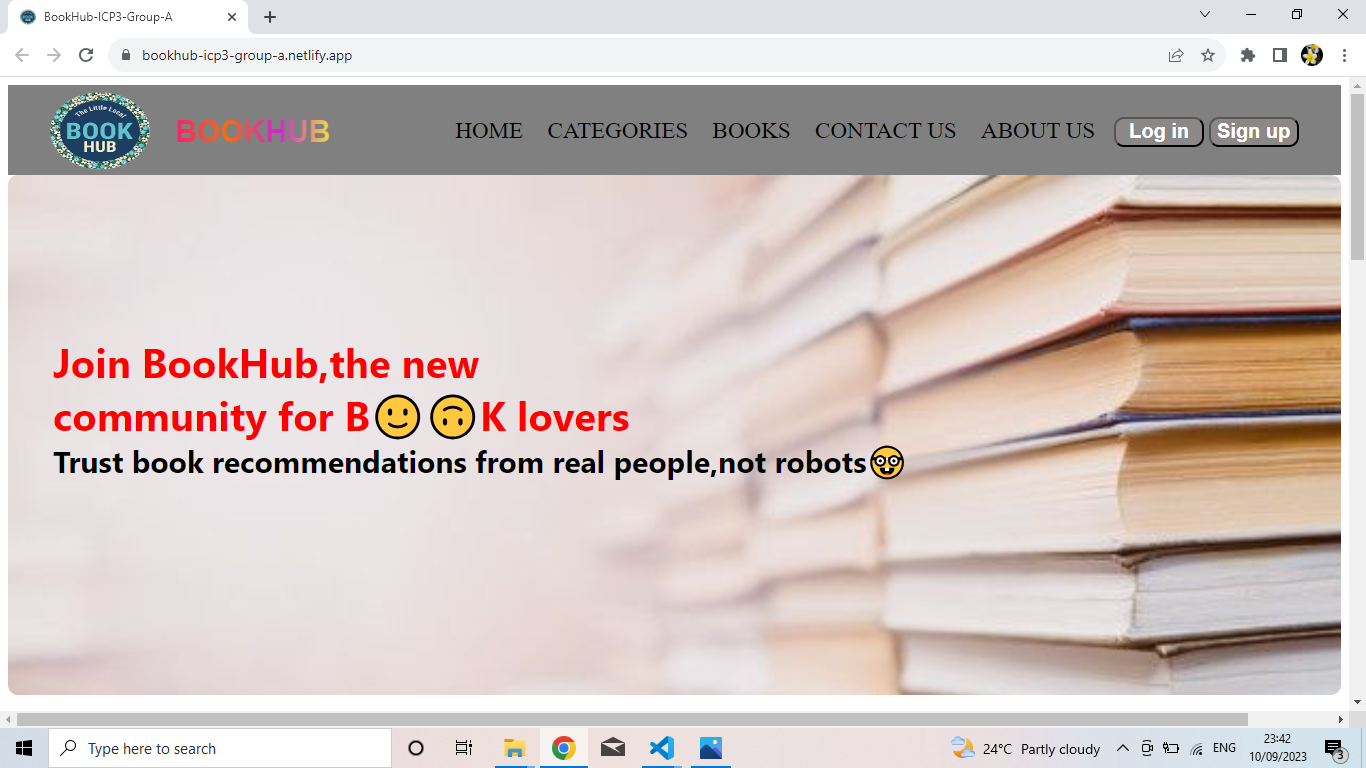 BookHub-ICP3-Group-A
bookhub-icp3-group-a.netlify.app
The Little Local
BOOK
HUB
BOOKHUB
HOME CATEGORIES BOOKS CONTACT US ABOUT US Log in Sign up
Join BookHub,the new
community for B🙂🙃K lovers
Trust book recommendations from real people,not robots🤓
Type here to search
24°C Partly cloudy
ENG
23:42
10/09/2023
3